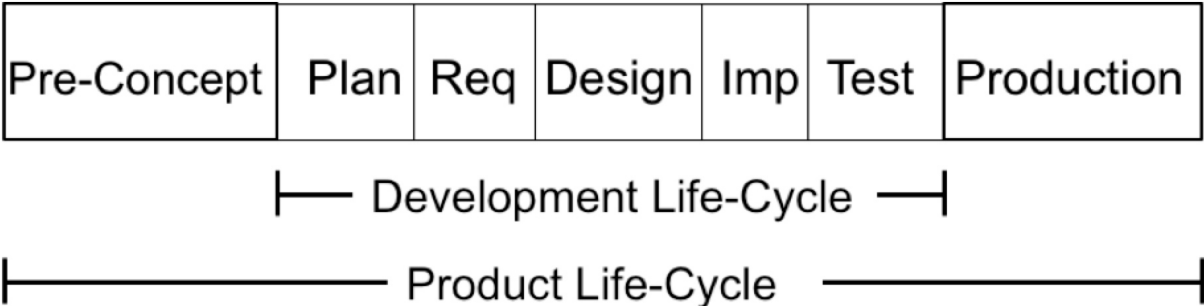 Pre-Concept Plan Req Design Imp Test Production
Development Life-Cycle
Product Life-Cycle